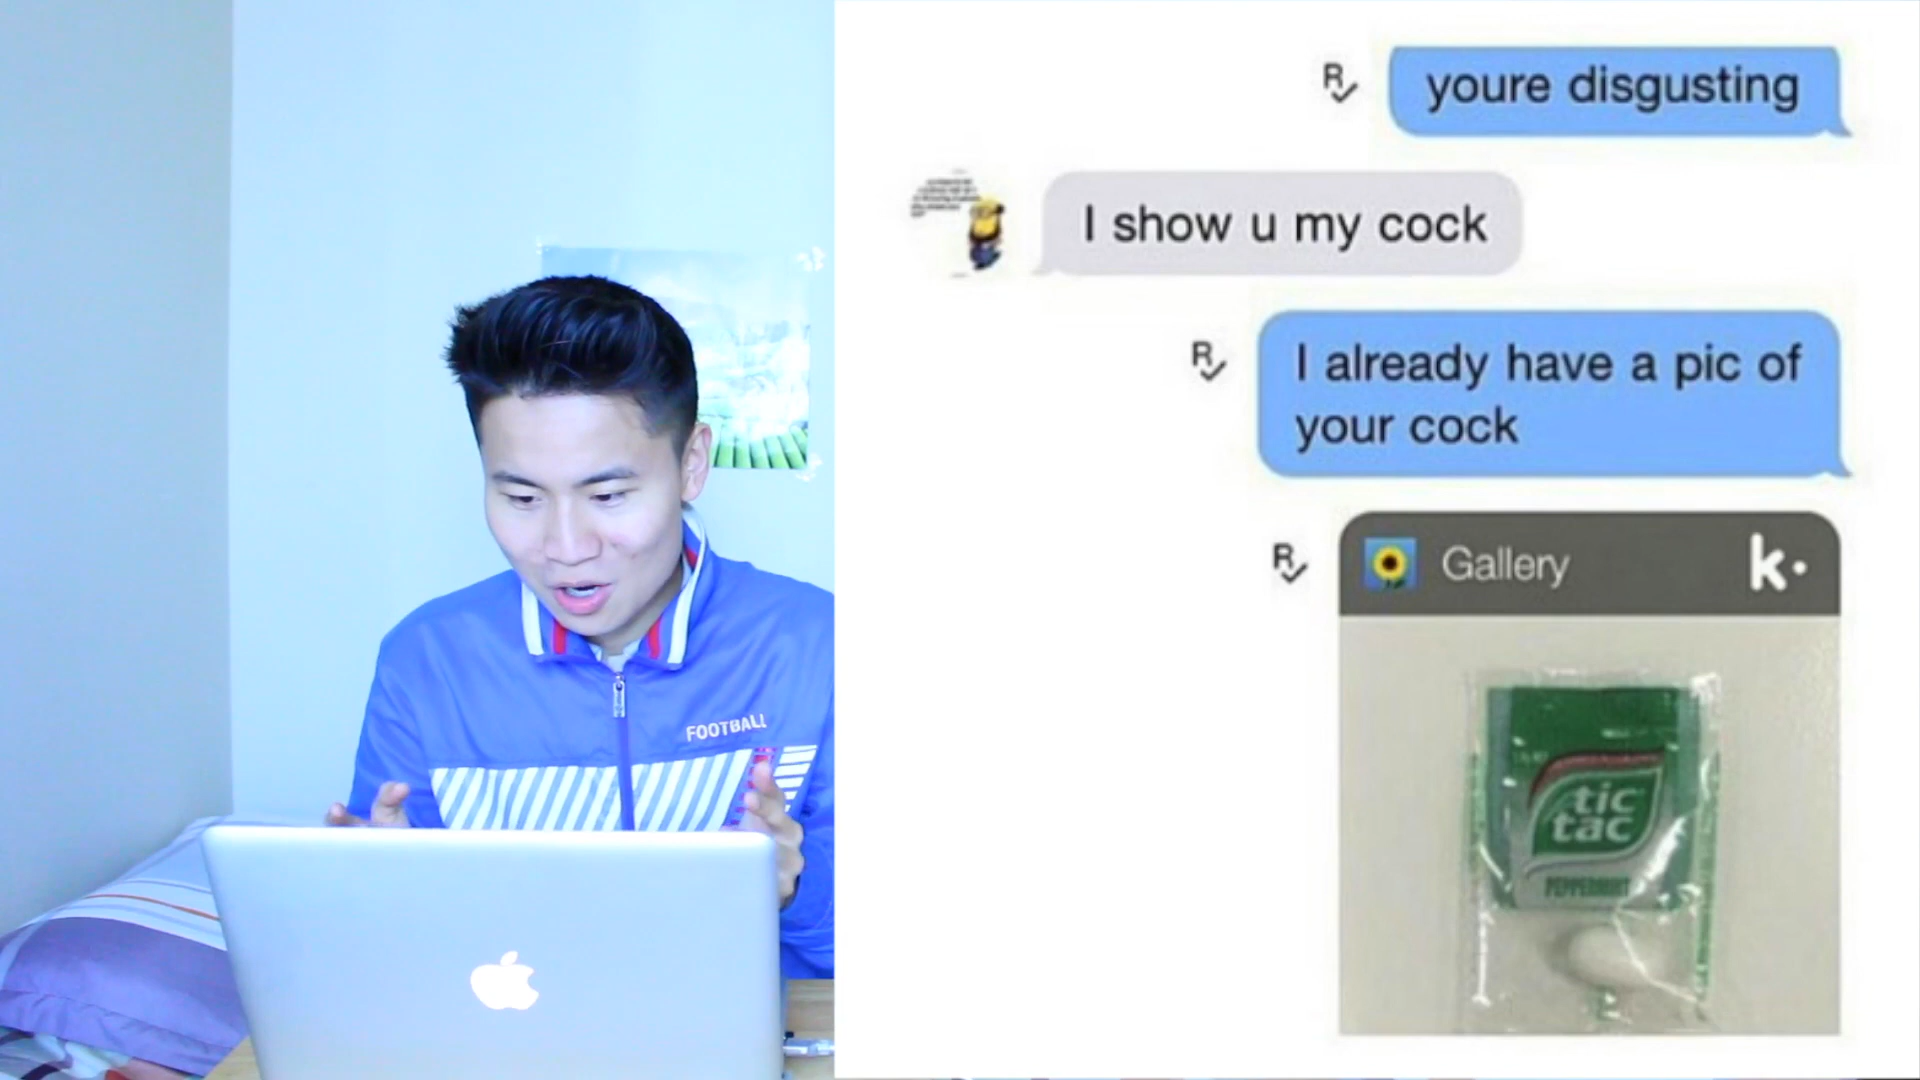 R
youre disgusting
I show u my cock
R
I already have a pic of
your cock
R
Gallery
k·
tic
tac
PEPPERMINT
FOOTBALL